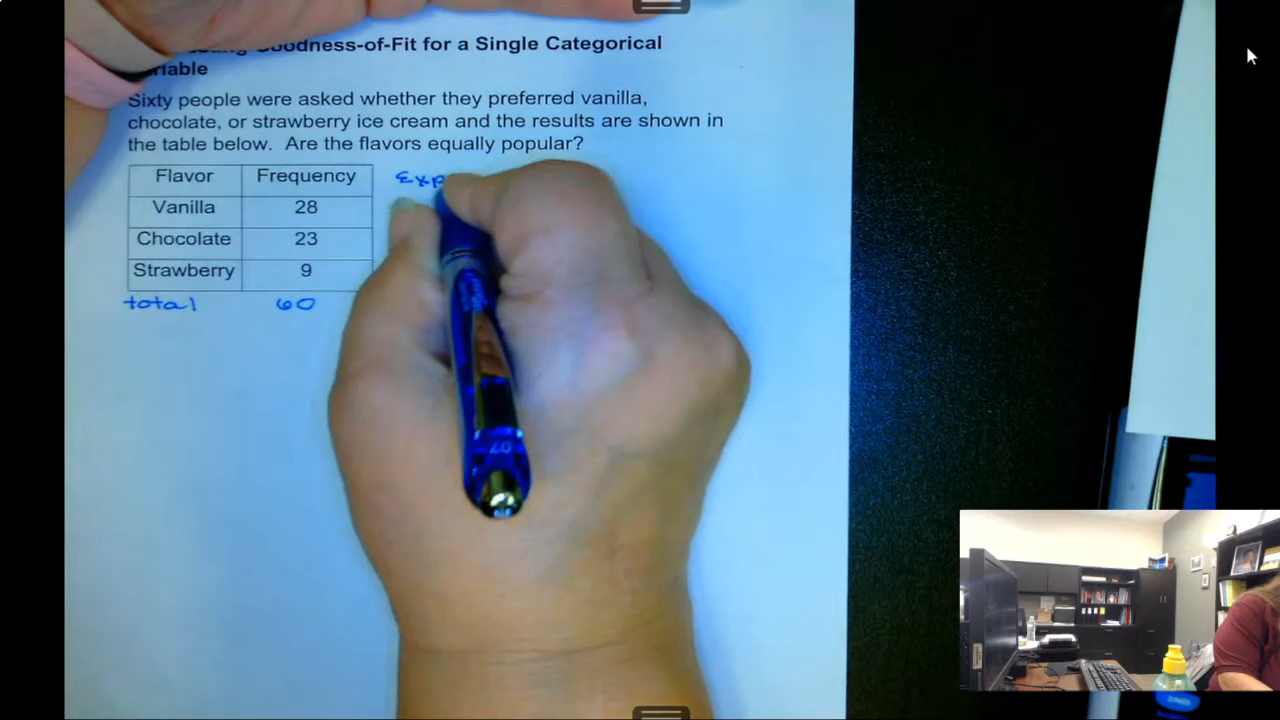 Goodness-of-Fit for a Single Categorical
Sixty people were asked whether they preferred vanilla,
chocolate, or strawberry ice cream and the results are shown in
the table below. Are the flavors equally popular?
Flavor Frequency Exp
Vanilla 28
Chocolate 23
Strawberry 9
total 60
07